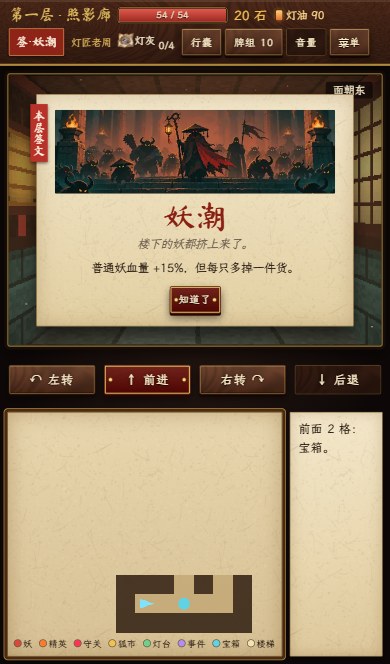 第一层·照影廊
54 / 54
20 石
灯油 90
签·妖潮
灯匠老周
灯灰 0/4
行囊
牌组 10
音量
菜单
面朝东
本层签文
妖潮
楼下的妖都挤上来了。
普通妖血量 +15%，但每只多掉一件货。
知道了
↶ 左转
↑ 前进
右转 ↷
↓ 后退
前面 2 格：
宝箱。
妖 精英 守关 狐市 灯台 事件 宝箱 楼梯